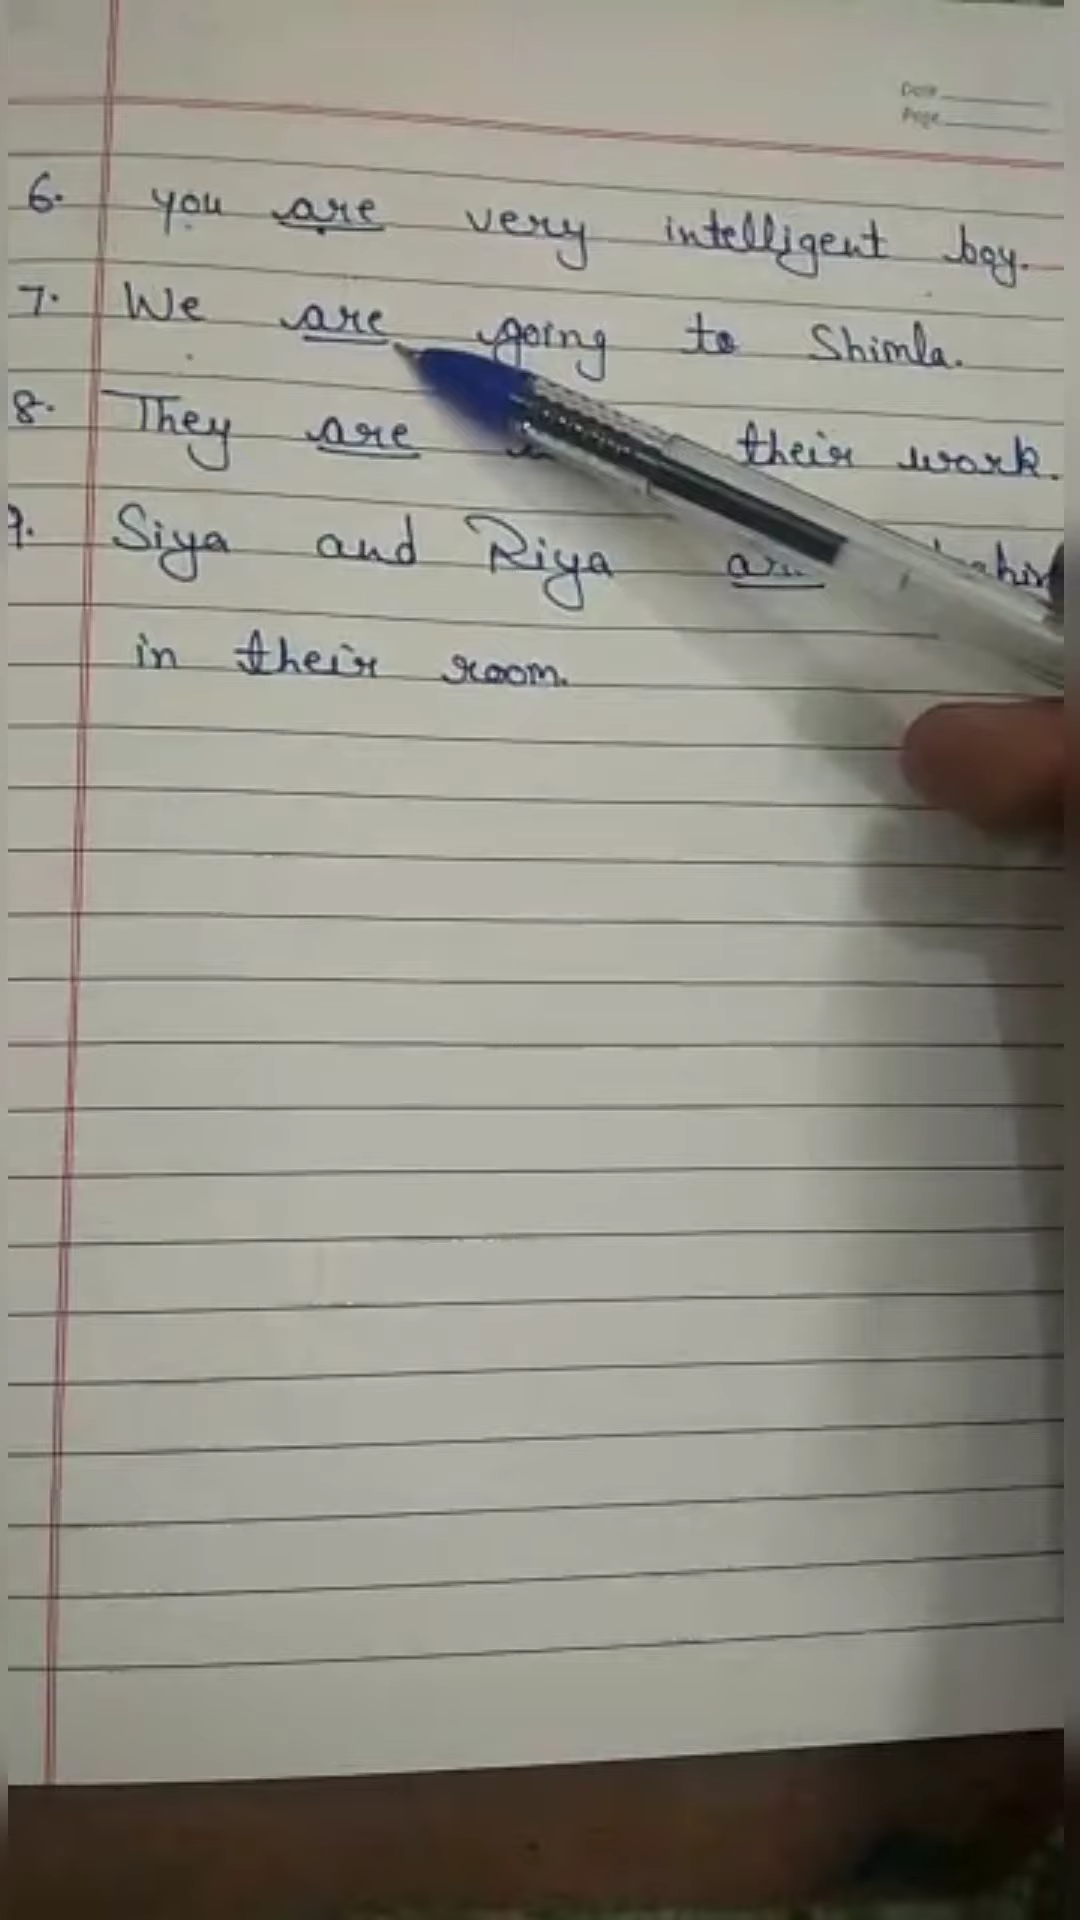 Date
Page
6. you are very intelligent boy.
7. We are going to Shimla.
8. They are their work.
9. Siya and Riya are
in their room.